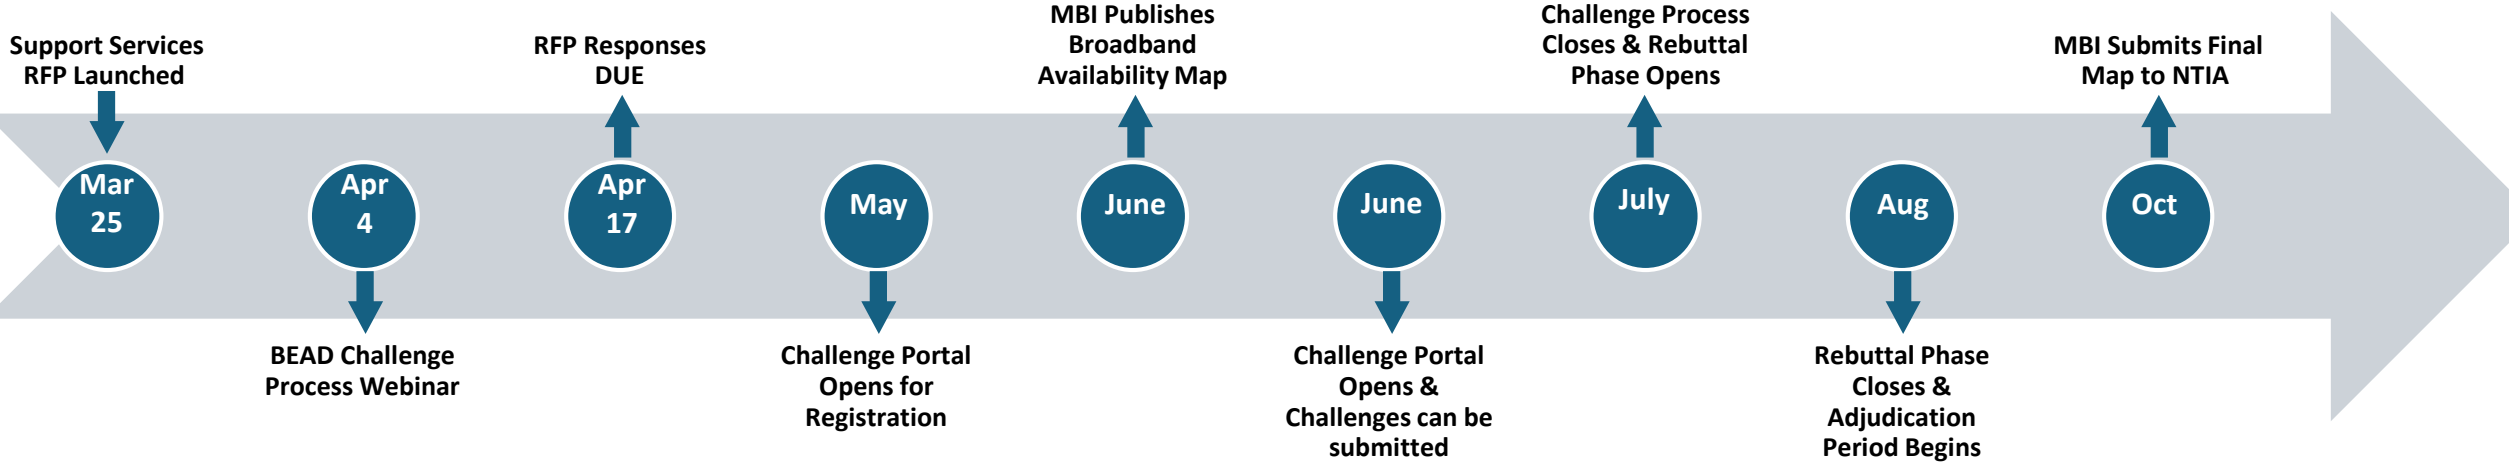 Support Services
RFP Launched
Mar
25
Apr
4
BEAD Challenge
Process Webinar
RFP Responses
DUE
Apr
17
May
Challenge Portal
Opens for
Registration
MBI Publishes
Broadband
Availability Map
June
June
Challenge Portal
Opens &
Challenges can be
submitted
Challenge Process
Closes & Rebuttal
Phase Opens
July
Aug
Rebuttal Phase
Closes &
Adjudication
Period Begins
MBI Submits Final
Map to NTIA
Oct